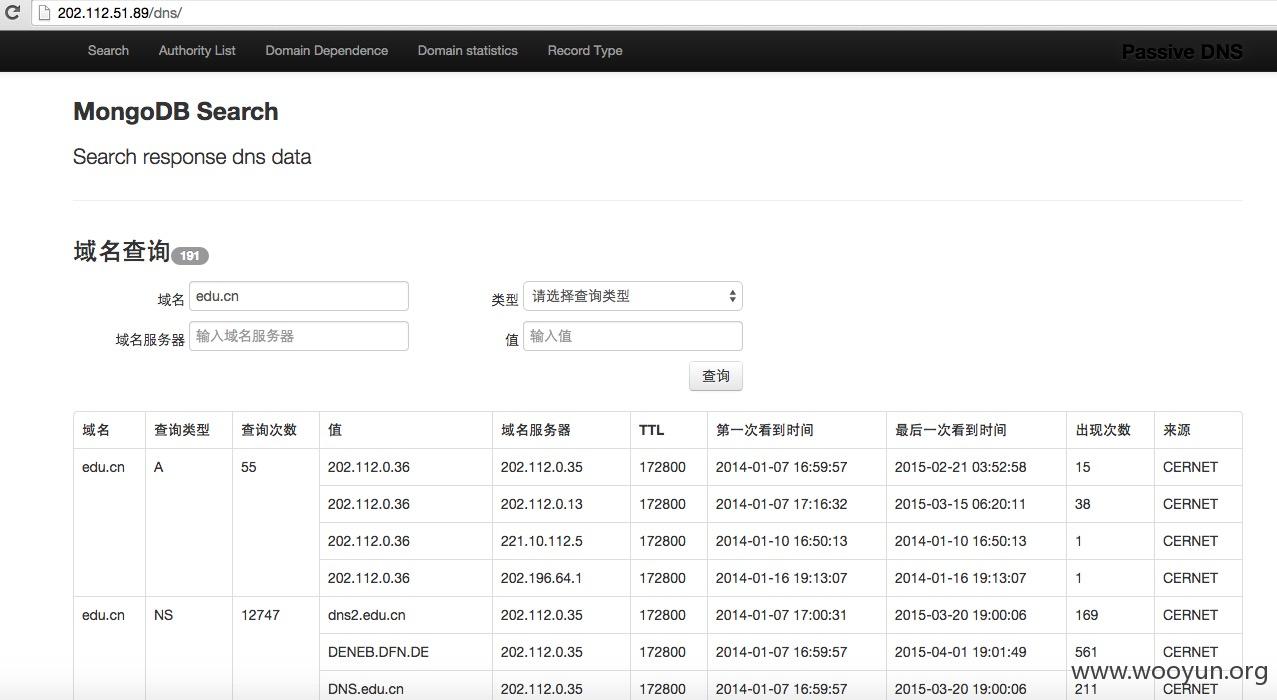 202.112.51.89/dns/
Search Authority List Domain Dependence Domain statistics Record Type Passive DNS
MongoDB Search
Search response dns data
域名查询 191
域名 edu.cn 类型 请选择查询类型
域名服务器 输入域名服务器 值 输入值
查询
域名 查询类型 查询次数 值 域名服务器 TTL 第一次看到时间 最后一次看到时间 出现次数 来源
edu.cn A 55 202.112.0.36 202.112.0.35 172800 2014-01-07 16:59:57 2015-02-21 03:52:58 15 CERNET
202.112.0.36 202.112.0.13 172800 2014-01-07 17:16:32 2015-03-15 06:20:11 38 CERNET
202.112.0.36 221.10.112.5 172800 2014-01-10 16:50:13 2014-01-10 16:50:13 1 CERNET
202.112.0.36 202.196.64.1 172800 2014-01-16 19:13:07 2014-01-16 19:13:07 1 CERNET
edu.cn NS 12747 dns2.edu.cn 202.112.0.35 172800 2014-01-07 17:00:31 2015-03-20 19:00:06 169 CERNET
DENEB.DFN.DE 202.112.0.35 172800 2014-01-07 16:59:57 2015-04-01 19:01:49 561 CERNET
DNS.edu.cn 202.112.0.35 172800 2014-01-07 16:59:57 2015-03-20 19:00:06 211 CERNET
www.wooyun.org